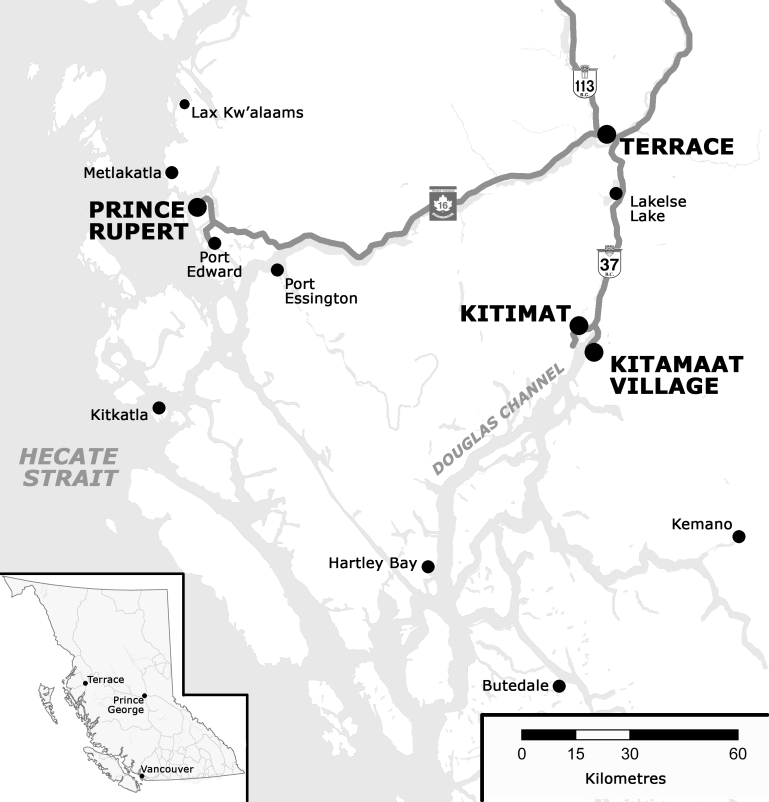 113
B.C.
Lax Kw'alaams
TERRACE
Metlakatla
Lakelse
Lake
16
PRINCE
RUPERT
Port
Edward
37
B.C.
Port
Essington
KITIMAT
KITAMAAT
VILLAGE
DOUGLAS CHANNEL
Kitkatla
HECATE
STRAIT
Kemano
Hartley Bay
Butedale
Terrace
Prince
George
Vancouver
0 15 30 60
Kilometres